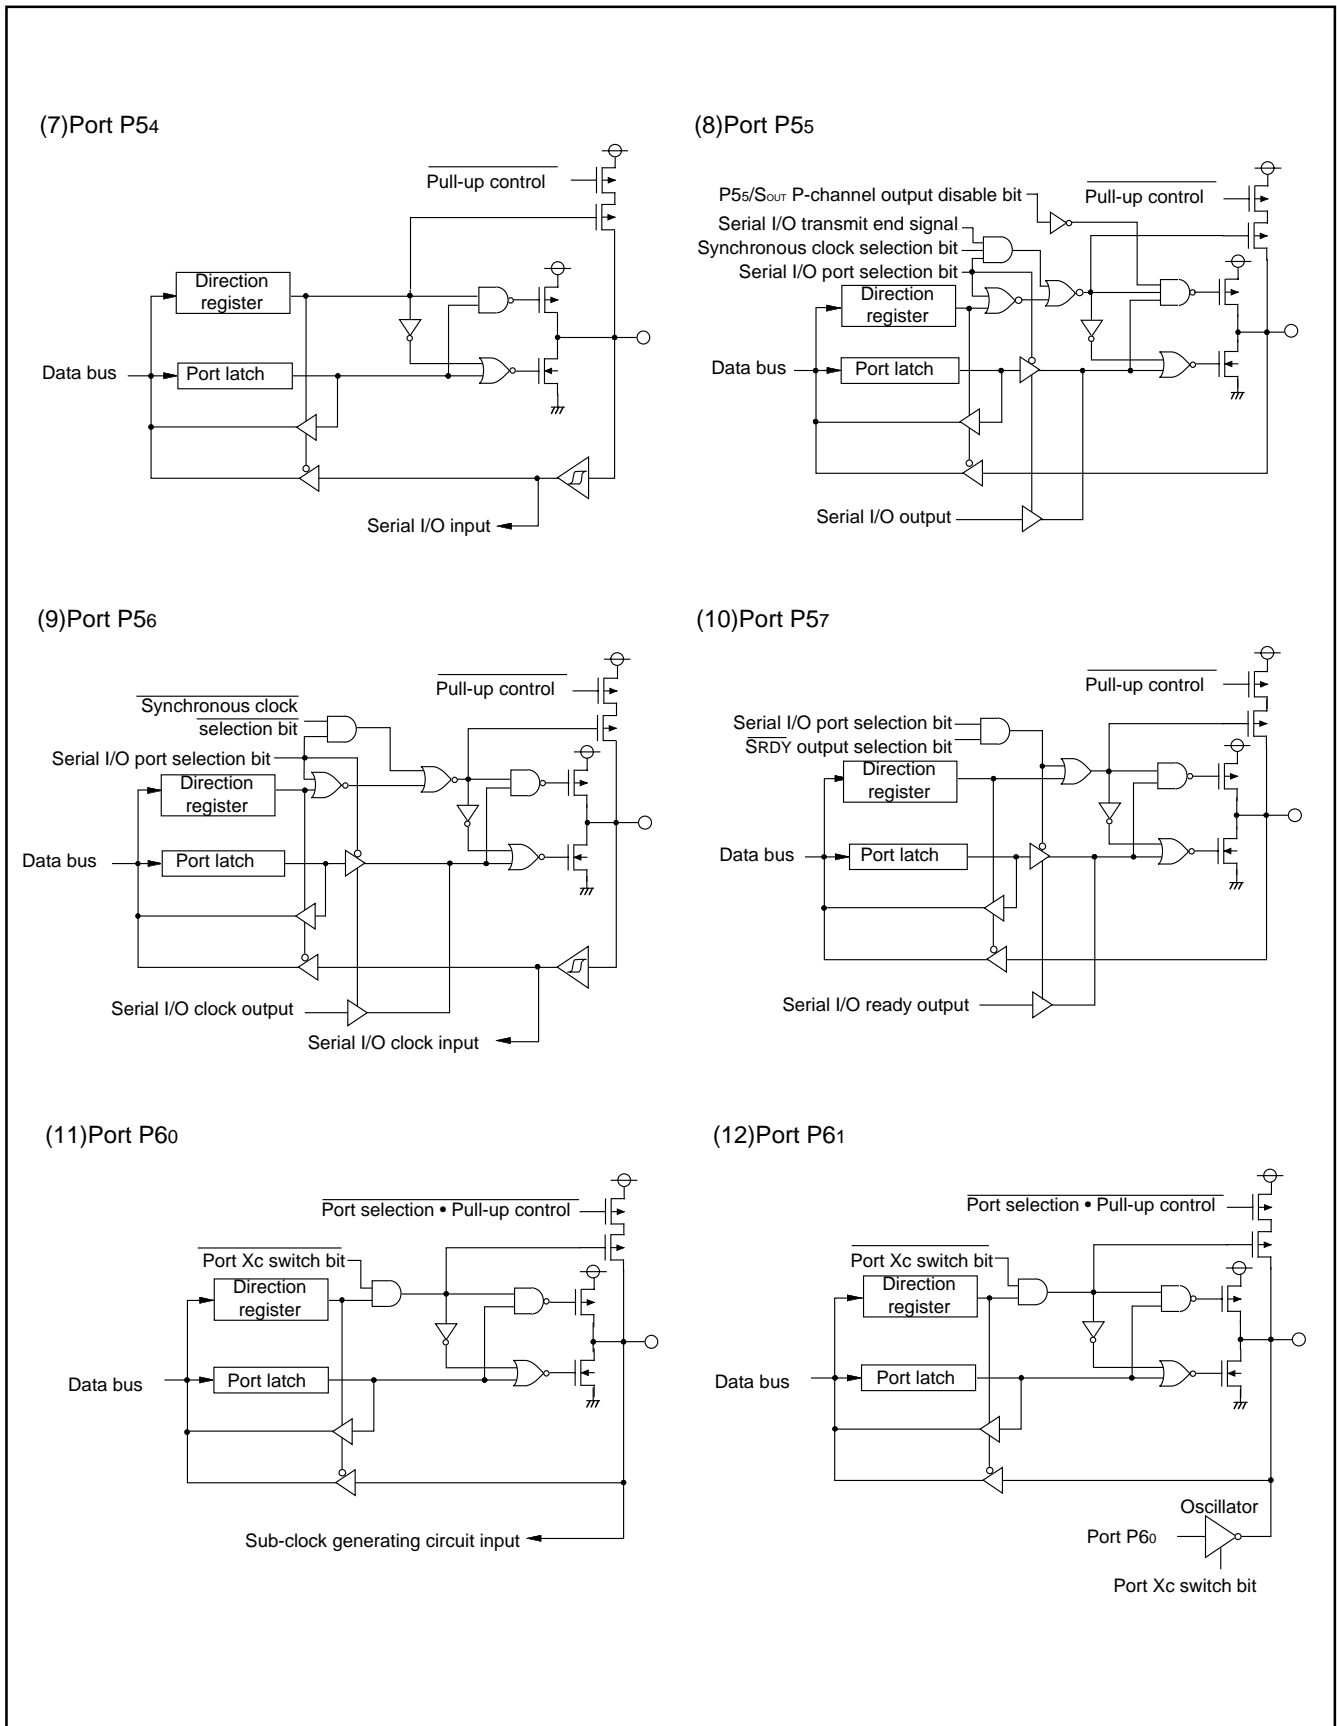 (7)Port P54
Pull-up control
Direction
register
Data bus
Port latch
Serial I/O input
(8)Port P55
P55/SOUT P-channel output disable bit
Pull-up control
Serial I/O transmit end signal
Synchronous clock selection bit
Serial I/O port selection bit
Direction
register
Data bus
Port latch
Serial I/O output
(9)Port P56
Pull-up control
Synchronous clock
selection bit
Serial I/O port selection bit
Direction
register
Data bus
Port latch
Serial I/O clock output
Serial I/O clock input
(10)Port P57
Pull-up control
Serial I/O port selection bit
SRDY output selection bit
Direction
register
Data bus
Port latch
Serial I/O ready output
(11)Port P60
Port selection • Pull-up control
Port Xc switch bit
Direction
register
Data bus
Port latch
Sub-clock generating circuit input
(12)Port P61
Port selection • Pull-up control
Port Xc switch bit
Direction
register
Data bus
Port latch
Oscillator
Port P60
Port Xc switch bit